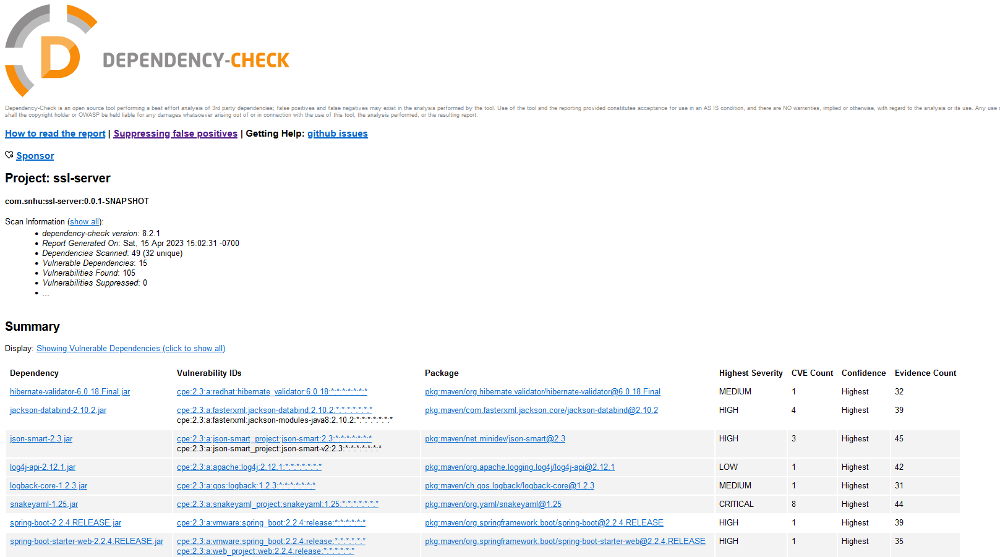 DEPENDENCY-CHECK
Dependency-Check is an open source tool performing a best effort analysis of 3rd party dependencies; false positives and false negatives may exist in the analysis performed by the tool. Use of the tool and the reporting provided constitutes acceptance for use in an AS IS condition, and there are NO warranties, implied or otherwise, with regard to the analysis or its use. Any use
shall the copyright holder or OWASP be held liable for any damages whatsoever arising out of or in connection with the use of this tool, the analysis performed, or the resulting report.
How to read the report | Suppressing false positives | Getting Help: github issues
Sponsor
Project: ssl-server
com.snhu:ssl-server:0.0.1-SNAPSHOT
Scan Information (show all):
• dependency-check version: 8.2.1
• Report Generated On: Sat, 15 Apr 2023 15:02:31 -0700
• Dependencies Scanned: 49 (32 unique)
• Vulnerable Dependencies: 15
• Vulnerabilities Found: 105
• Vulnerabilities Suppressed: 0
• ...
Summary
Display: Showing Vulnerable Dependencies (click to show all)
Dependency Vulnerability IDs Package Highest Severity CVE Count Confidence Evidence Count
hibernate-validator-6.0.18.Final.jar cpe:2.3:a:redhat:hibernate_validator:6.0.18:*:*:*:*:*:*:* pkg:maven/org.hibernate.validator/hibernate-validator@6.0.18.Final MEDIUM 1 Highest 32
jackson-databind-2.10.2.jar cpe:2.3:a:fasterxml:jackson-databind:2.10.2:*:*:*:*:*:*:* pkg:maven/com.fasterxml.jackson.core/jackson-databind@2.10.2 HIGH 4 Highest 39
cpe:2.3:a:fasterxml:jackson-modules-java8:2.10.2:*:*:*:*:*:*:*
json-smart-2.3.jar cpe:2.3:a:json-smart_project:json-smart:2.3:*:*:*:*:*:*:* pkg:maven/net.minidev/json-smart@2.3 HIGH 3 Highest 45
cpe:2.3:a:json-smart_project:json-smart-v2:2.3:*:*:*:*:*:*:*
log4j-api-2.12.1.jar cpe:2.3:a:apache:log4j:2.12.1:*:*:*:*:*:*:* pkg:maven/org.apache.logging.log4j/log4j-api@2.12.1 LOW 1 Highest 42
logback-core-1.2.3.jar cpe:2.3:a:qos:logback:1.2.3:*:*:*:*:*:*:* pkg:maven/ch.qos.logback/logback-core@1.2.3 MEDIUM 1 Highest 31
snakeyaml-1.25.jar cpe:2.3:a:snakeyaml_project:snakeyaml:1.25:*:*:*:*:*:*:* pkg:maven/org.yaml/snakeyaml@1.25 CRITICAL 8 Highest 44
spring-boot-2.2.4.RELEASE.jar cpe:2.3:a:vmware:spring_boot:2.2.4:release:*:*:*:*:*:* pkg:maven/org.springframework.boot/spring-boot@2.2.4.RELEASE HIGH 1 Highest 39
spring-boot-starter-web-2.2.4.RELEASE.jar cpe:2.3:a:vmware:spring_boot:2.2.4:release:*:*:*:*:*:* pkg:maven/org.springframework.boot/spring-boot-starter-web@2.2.4.RELEASE HIGH 1 Highest 35
cpe:2.3:a:web_project:web:2.2.4:release:*:*:*:*:*:*